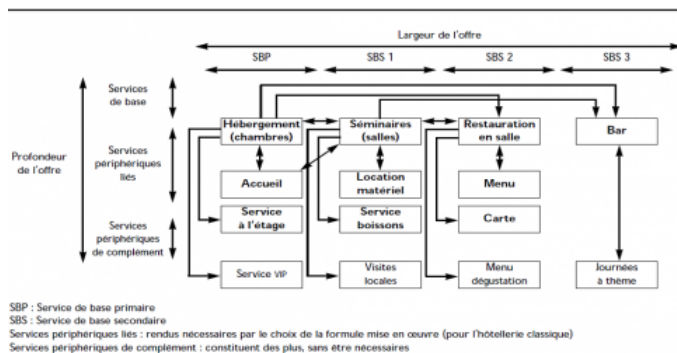 Largeur de l'offre
SBP
SBS 1
SBS 2
SBS 3
Services
de base
Hébergement
(chambres)
Séminaires
(salles)
Restauration
en salle
Bar
Profondeur
de l'offre
Services
périphériques
liés
Accueil
Location
matériel
Menu
Service
à l'étage
Service
boissons
Carte
Services
périphériques
de complément
Service VIP
Visites
locales
Menu
dégustation
Journées
à thème
SBP : Service de base primaire
SBS : Service de base secondaire
Services périphériques liés : rendus nécessaires par le choix de la formule mise en œuvre (pour l'hôtellerie classique)
Services périphériques de complément : constituent des plus, sans être nécessaires